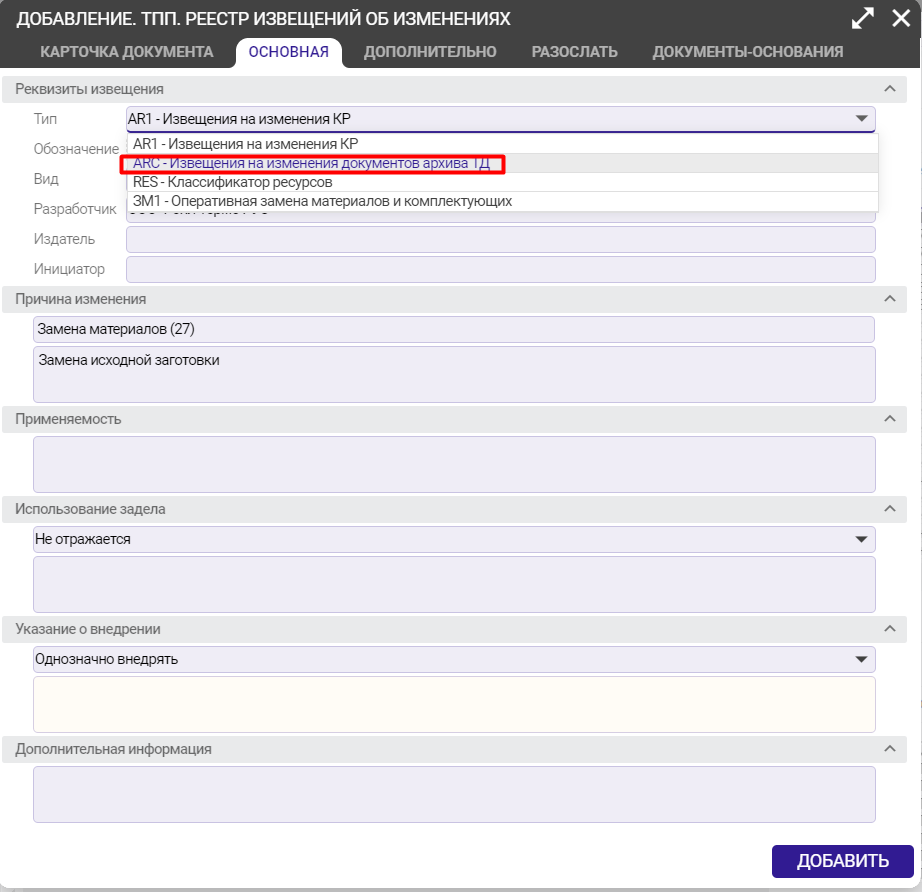 ДОБАВЛЕНИЕ. ТПП. РЕЕСТР ИЗВЕЩЕНИЙ ОБ ИЗМЕНЕНИЯХ
КАРТОЧКА ДОКУМЕНТА ОСНОВНАЯ ДОПОЛНИТЕЛЬНО РАЗОСЛАТЬ ДОКУМЕНТЫ-ОСНОВАНИЯ
Реквизиты извещения
Тип AR1 - Извещения на изменения КР
AR1 - Извещения на изменения КР
Обозначение
ARC - Извещения на изменения документов архива ТД
Вид
RES - Классификатор ресурсов
ЗМ1 - Оперативная замена материалов и комплектующих
Разработчик
Издатель
Инициатор
Причина изменения
Замена материалов (27)
Замена исходной заготовки
Применяемость
Использование задела
Не отражается
Указание о внедрении
Однозначно внедрять
Дополнительная информация
ДОБАВИТЬ